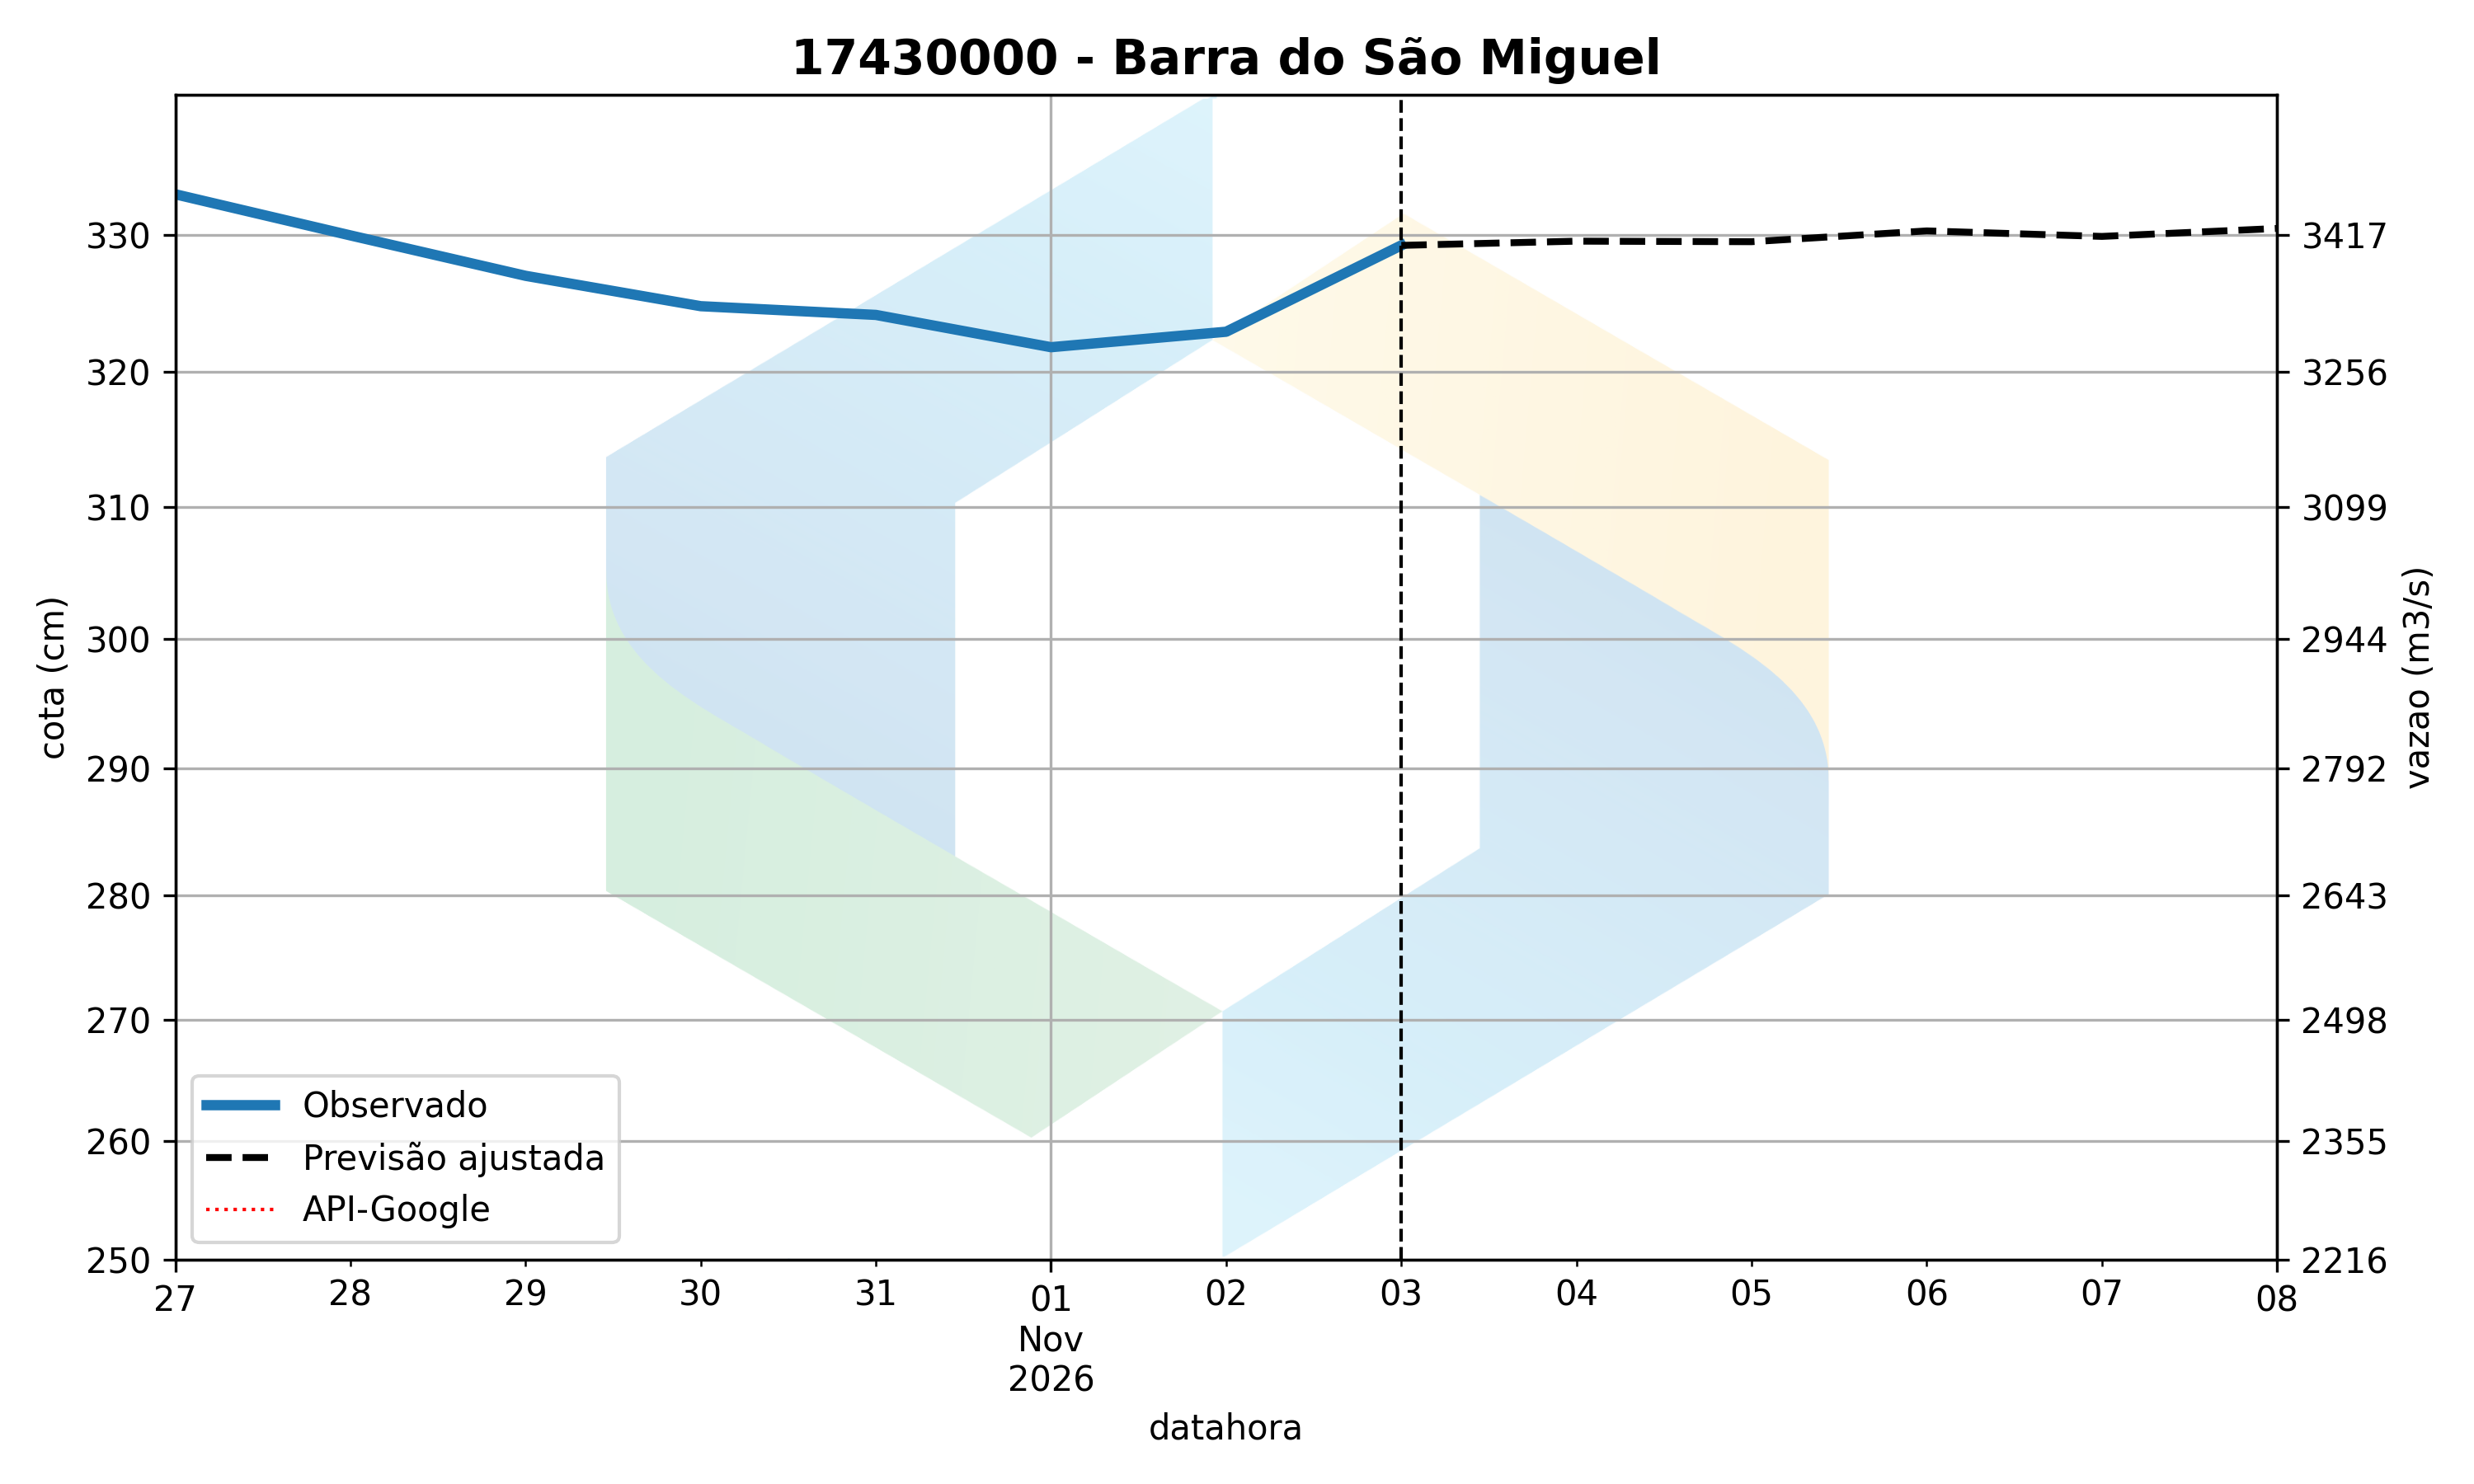 17430000 - Barra do São Miguel
cota (cm)
330
320
310
300
290
280
270
260
250
3417
3256
3099
2944
2792
2643
2498
2355
2216
vazao (m3/s)
Observado
Previsão ajustada
API-Google
27 28 29 30 31 01 02 03 04 05 06 07 08
Nov
2026
datahora